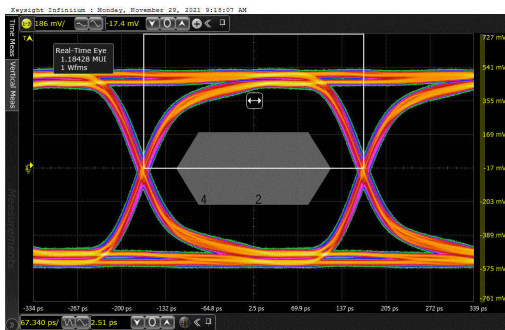 Keysight Infiniium : Monday, November 29, 2021 9:18:07 AM
186 mV/
-17.4 mV
Time Meas
Vertical Meas
Real-Time Eye
1.18428 MUI
1 Wfms
727 mV
541 mV
355 mV
169 mV
-17 mV
-203 mV
-389 mV
-575 mV
-761 mV
4
2
-334 ps
-267 ps
-200 ps
-132 ps
-64.8 ps
2.5 ps
69.9 ps
137 ps
205 ps
272 ps
339 ps
67.340 ps/
2.51 ps